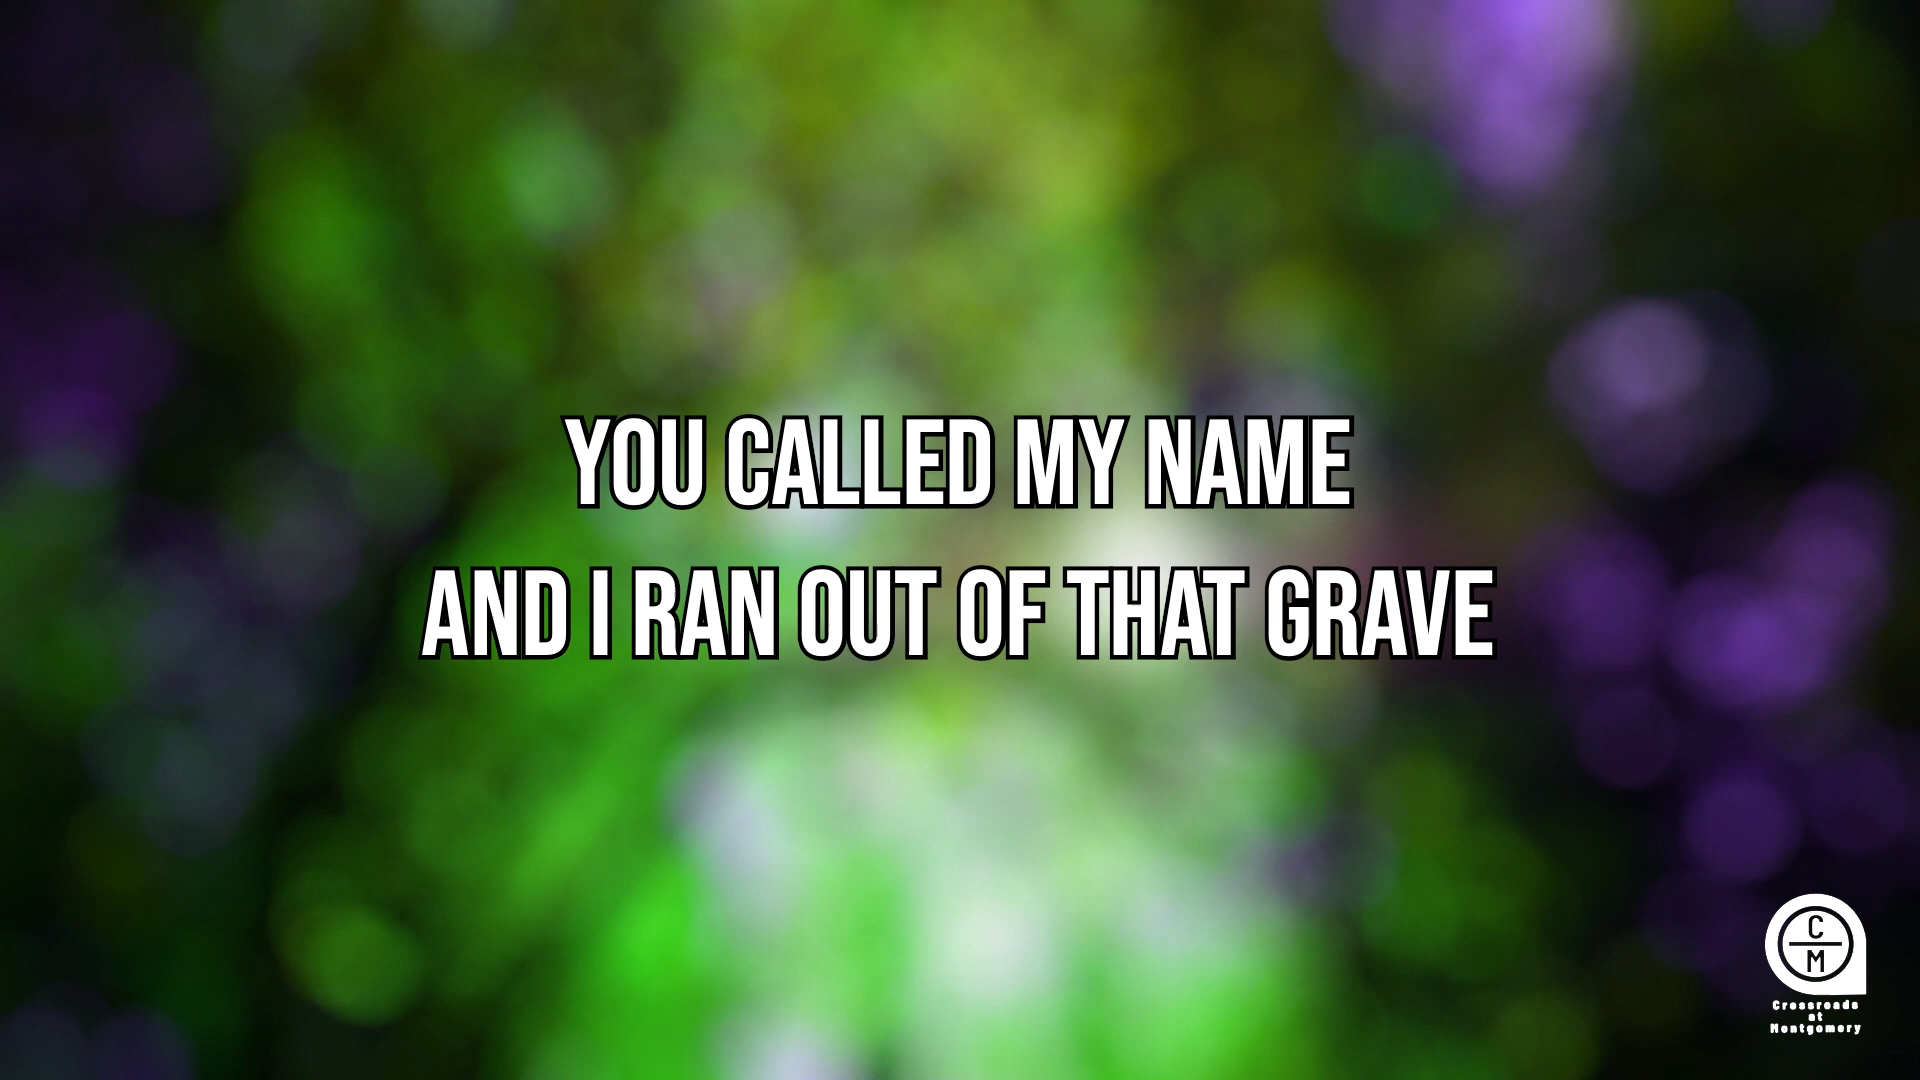 YOU CALLED MY NAME
AND I RAN OUT OF THAT GRAVE
C
M
Crossroads
at
Montgomery